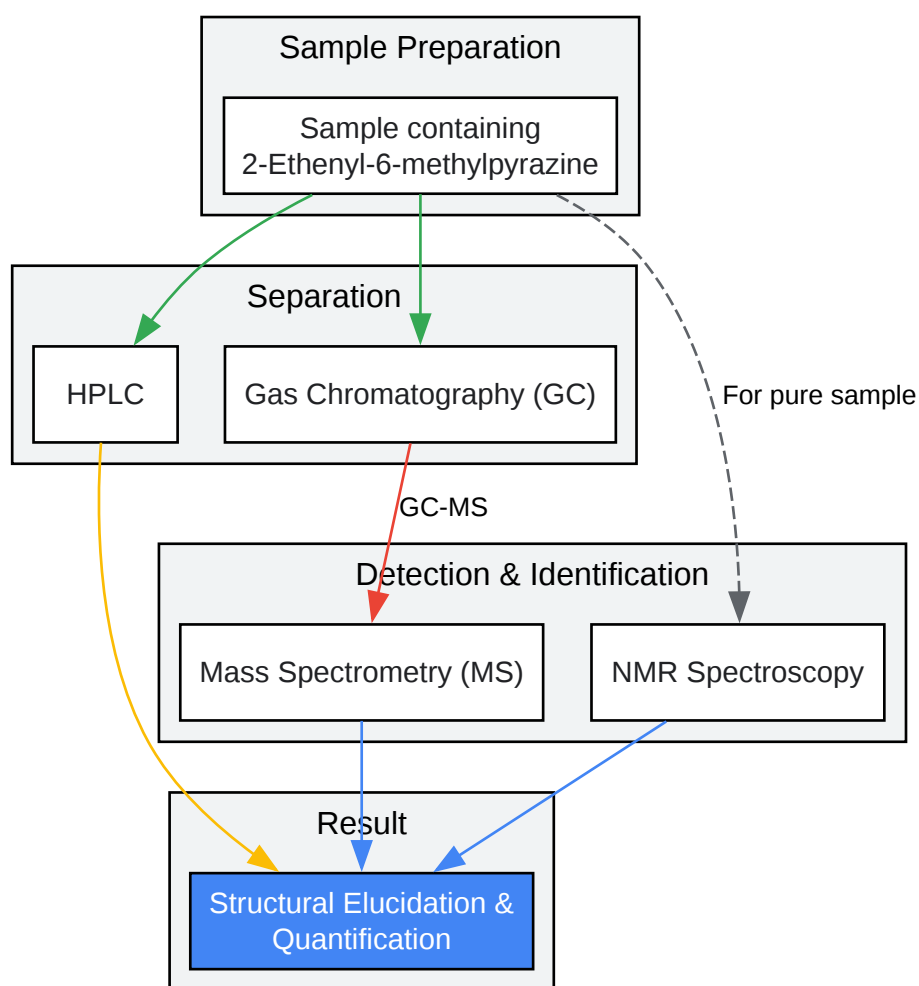 Sample Preparation
Sample containing
2-Ethenyl-6-methylpyrazine
Separation
HPLC
Gas Chromatography (GC)
For pure sample
GC-MS
Detection & Identification
Mass Spectrometry (MS)
NMR Spectroscopy
Result
Structural Elucidation &
Quantification